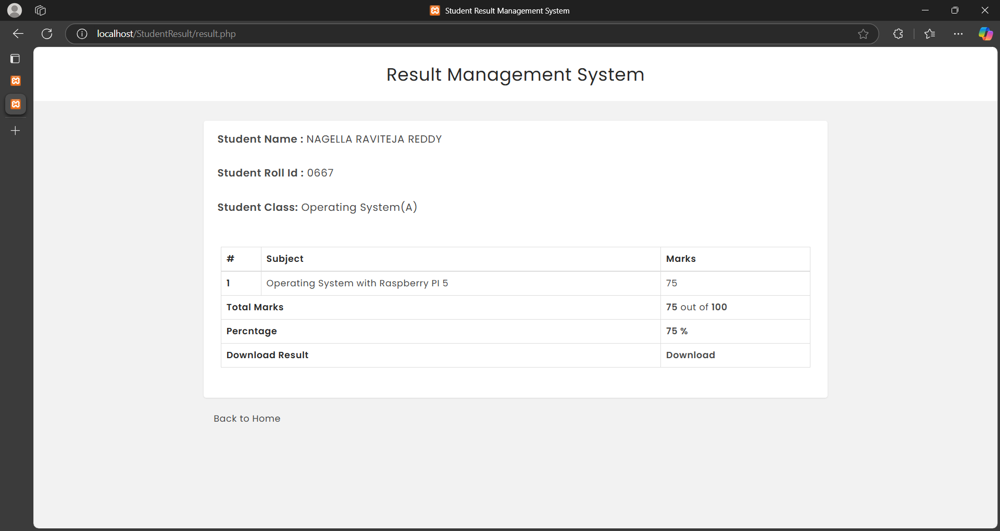 Student Result Management System
localhost/StudentResult/result.php
Result Management System
Student Name : NAGELLA RAVITEJA REDDY
Student Roll Id : 0667
Student Class: Operating System(A)
# Subject Marks
1 Operating System with Raspberry PI 5 75
Total Marks 75 out of 100
Percntage 75 %
Download Result Download
Back to Home